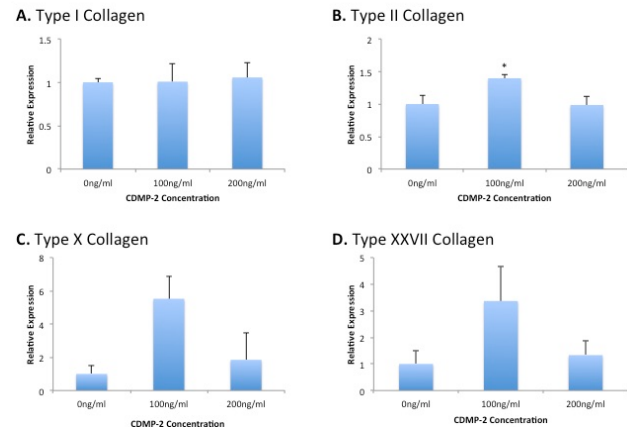 A. Type I Collagen
1.5
1
0.5
0
Relative Expression
0ng/ml 100ng/ml 200ng/ml
CDMP-2 Concentration
B. Type II Collagen
2
1.5
1
0.5
0
Relative Expression
*
0ng/ml 100ng/ml 200ng/ml
CDMP-2 Concentration
C. Type X Collagen
8
6
4
2
0
Relative Expression
0ng/ml 100ng/ml 200ng/ml
CDMP-2 Concentration
D. Type XXVII Collagen
5
4
3
2
1
0
Relative Expression
0ng/ml 100ng/ml 200ng/ml
CDMP-2 Concentration